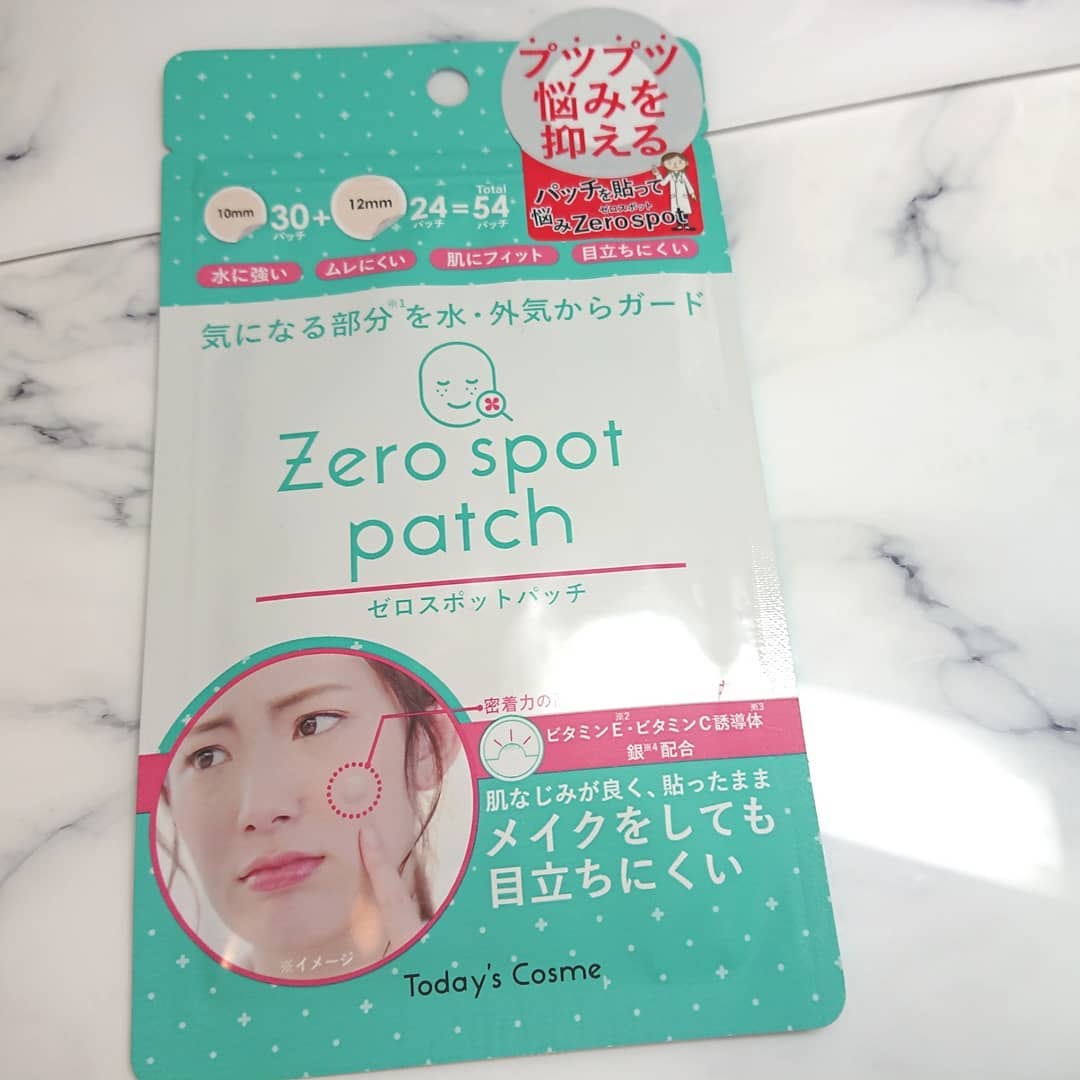 プツプツ
悩みを
抑える
パッチを貼って
ゼロスポット
悩みZerospot
10mm 30パッチ + 12mm 24パッチ = Total 54パッチ
水に強い ムレにくい 肌にフィット 目立ちにくい
気になる部分※1を水・外気からガード
Zero spot
patch
ゼロスポットパッチ
密着力の
ビタミンE※2・ビタミンC誘導体※3
銀※4配合
肌なじみが良く、貼ったまま
メイクをしても
目立ちにくい
※イメージ
Today's Cosme